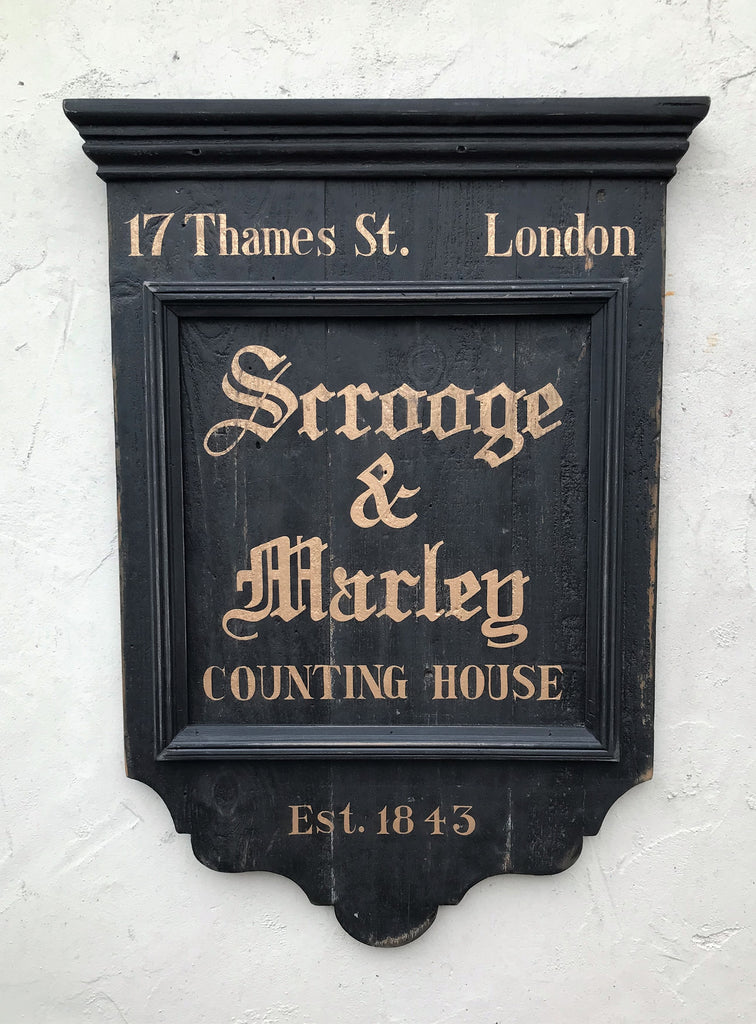 17 Thames St. London
Scrooge
&
Marley
COUNTING HOUSE
Est. 1843